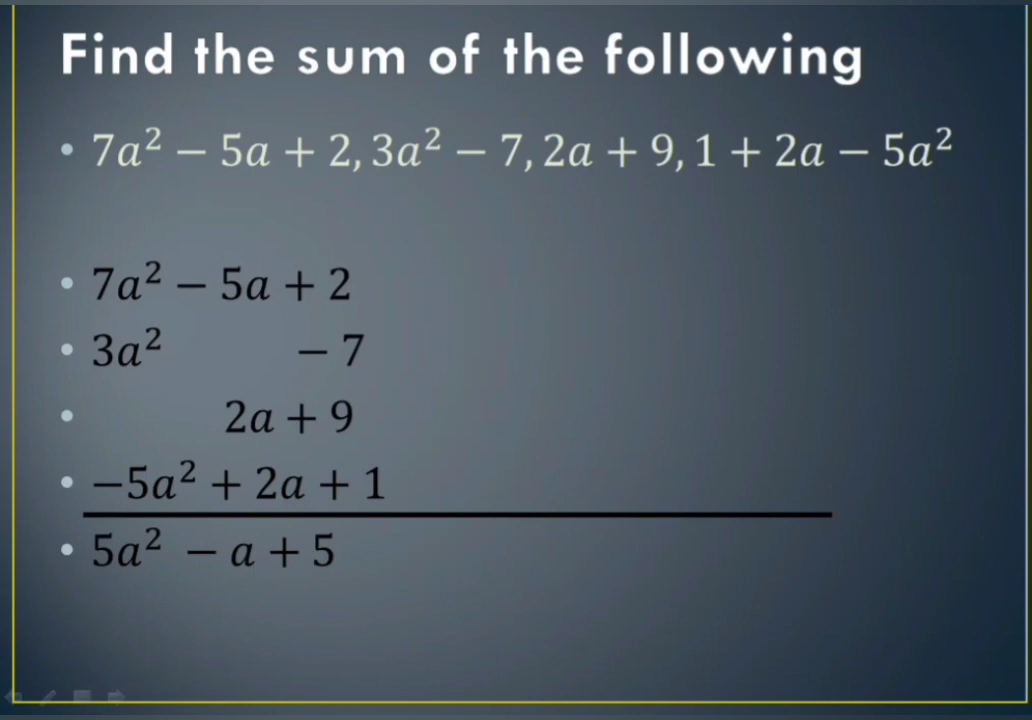 Find the sum of the following
• 7a² − 5a + 2, 3a² − 7, 2a + 9, 1 + 2a − 5a²
• 7a² − 5a + 2
• 3a² − 7
• 2a + 9
• −5a² + 2a + 1
• 5a² − a + 5